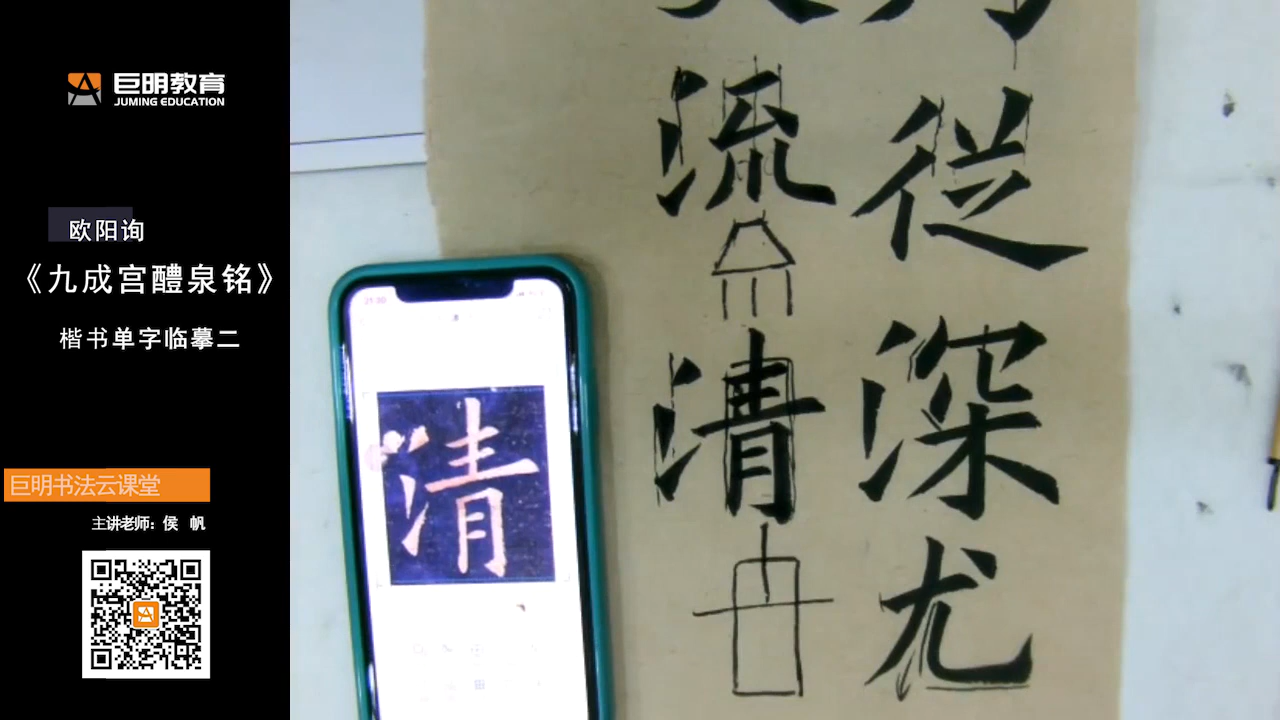 巨明教育
JUMING EDUCATION
欧阳询
《九成宫醴泉铭》
楷书单字临摹二
巨明书法云课堂
主讲老师：侯 帆
清
流
清
従
深
尤